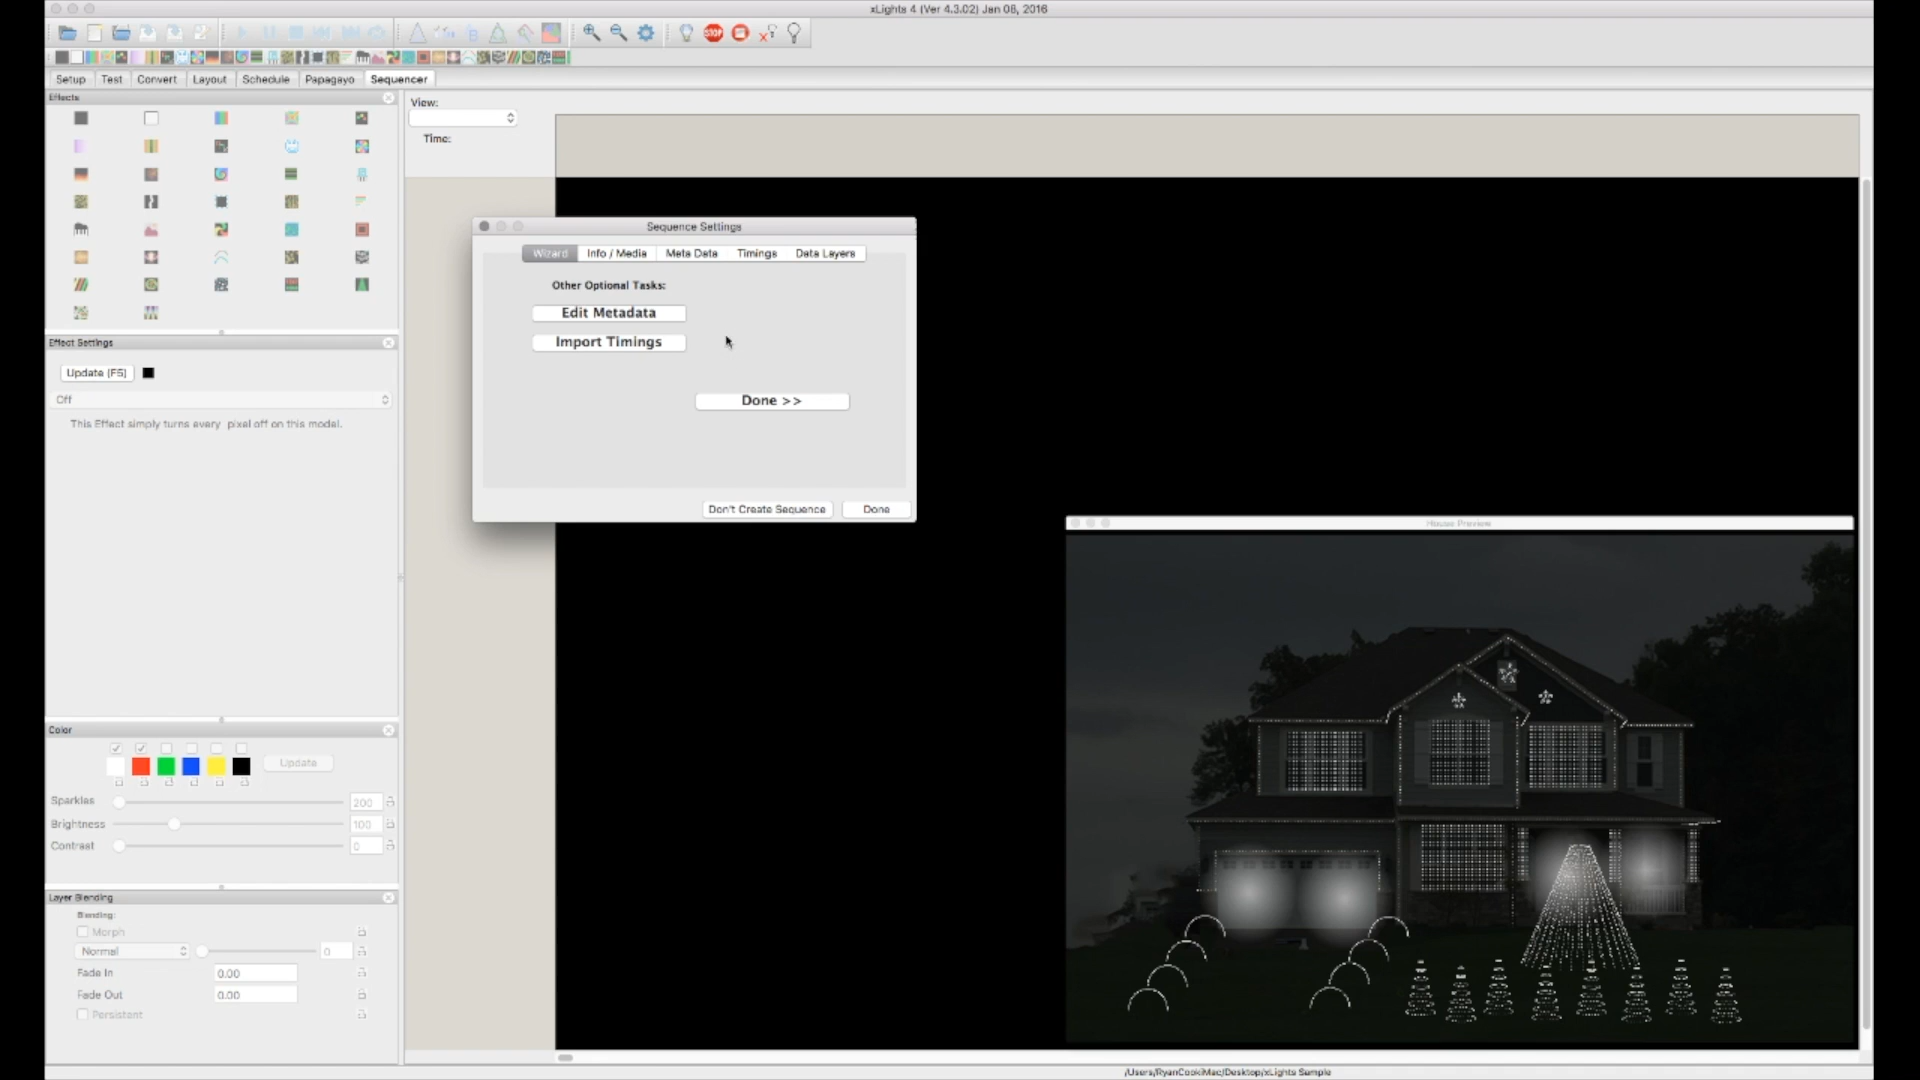 xLights 4 (Ver 4.3.02) Jan 08, 2016
STOP
Setup Test Convert Layout Schedule Papagayo Sequencer
Effects
View:
Time:
Sequence Settings
Wizard Info / Media Meta Data Timings Data Layers
Other Optional Tasks:
Edit Metadata
Import Timings
Done >>
Don't Create Sequence Done
Effect Settings
Update (F5)
Off
This Effect simply turns every pixel off on this model.
House Preview
Color
Update
Sparkles 200
Brightness 100
Contrast 0
Layer Blending
Blending:
Morph
Normal 0
Fade In 0.00
Fade Out 0.00
Persistent
/Users/RyanCookiMac/Desktop/xLights Sample